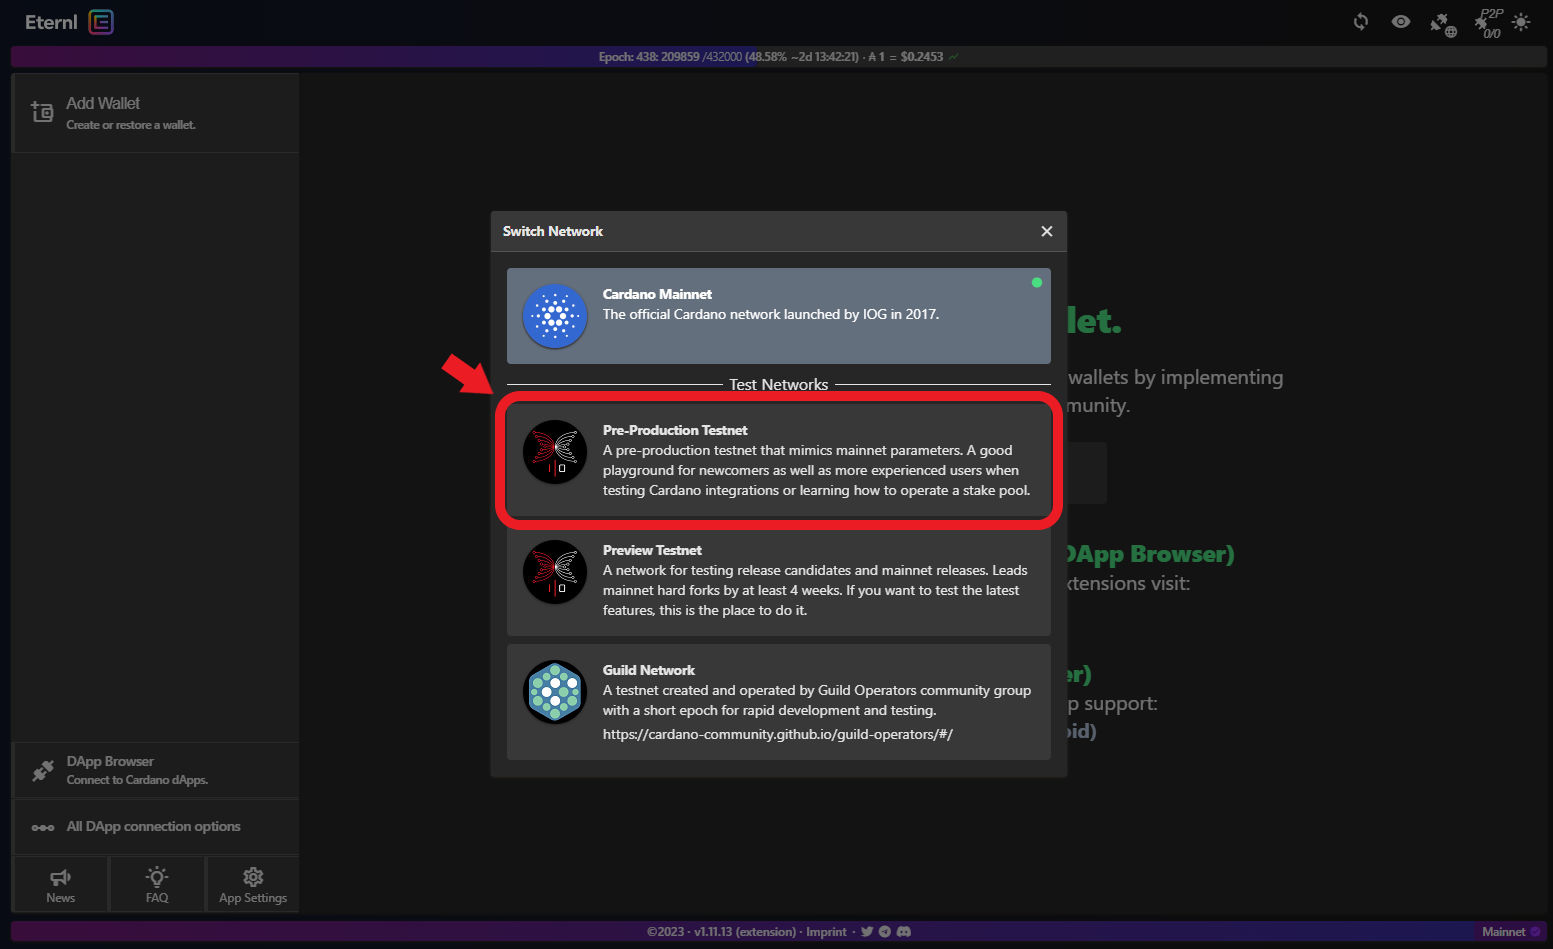 Eternl
P2P
0/0
Epoch: 438: 209859 /432000 (48.58% ~2d 13:42:21) · ₳ 1 = $0.2453
Add Wallet
Create or restore a wallet.
Switch Network
Cardano Mainnet
The official Cardano network launched by IOG in 2017.
Test Networks
Pre-Production Testnet
A pre-production testnet that mimics mainnet parameters. A good
playground for newcomers as well as more experienced users when
testing Cardano integrations or learning how to operate a stake pool.
Preview Testnet
A network for testing release candidates and mainnet releases. Leads
mainnet hard forks by at least 4 weeks. If you want to test the latest
features, this is the place to do it.
Guild Network
A testnet created and operated by Guild Operators community group
with a short epoch for rapid development and testing.
https://cardano-community.github.io/guild-operators/#/
let.
wallets by implementing
munity.
DApp Browser)
xtensions visit:
er)
p support:
oid)
DApp Browser
Connect to Cardano dApps.
All DApp connection options
News
FAQ
App Settings
©2023 · v1.11.13 (extension) · Imprint ·
Mainnet